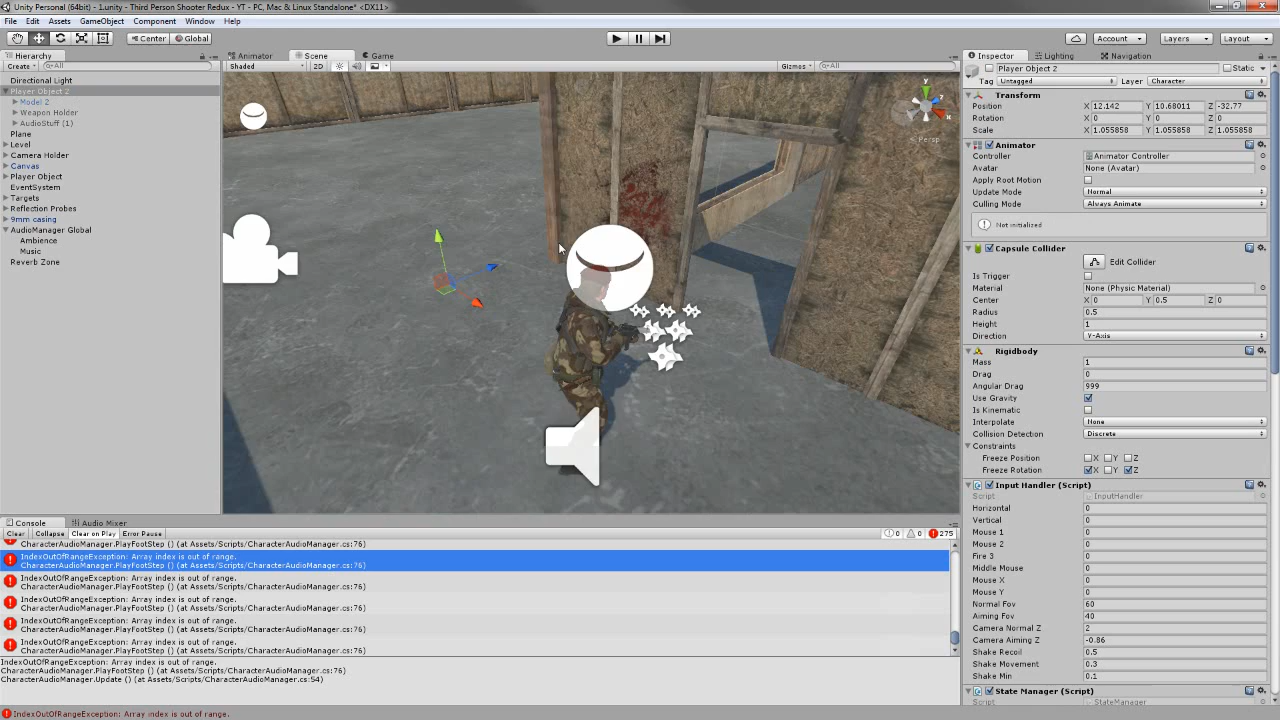 Unity Personal (64bit) - 1.unity - Third Person Shooter Redux - YT - PC, Mac & Linux Standalone* <DX11>
File Edit Assets GameObject Component Window Help
Center Global Account Layers Layout
Hierarchy
Create All
Directional Light
Player Object 2
Model 2
Weapon Holder
AudioStuff (1)
Plane
Level
Camera Holder
Canvas
Player Object
EventSystem
Targets
Reflection Probes
9mm casing
AudioManager Global
Ambience
Music
Reverb Zone
Animator Scene Game
Shaded 2D Gizmos All
y
z
x
Persp
Inspector Lighting Navigation
Player Object 2 Static
Tag Untagged Layer Character
Transform
Position X 12.142 Y 10.68011 Z -32.77
Rotation X 0 Y 0 Z 0
Scale X 1.055858 Y 1.055858 Z 1.055858
Animator
Controller Animator Controller
Avatar None (Avatar)
Apply Root Motion
Update Mode Normal
Culling Mode Always Animate
Not initialized
Capsule Collider
Edit Collider
Is Trigger
Material None (Physic Material)
Center X 0 Y 0.5 Z 0
Radius 0.5
Height 1
Direction Y-Axis
Rigidbody
Mass 1
Drag 0
Angular Drag 999
Use Gravity
Is Kinematic
Interpolate None
Collision Detection Discrete
Constraints
Freeze Position X Y Z
Freeze Rotation X Y Z
Input Handler (Script)
Script InputHandler
Horizontal 0
Vertical 0
Mouse 1 0
Mouse 2 0
Fire 3 0
Middle Mouse 0
Mouse X 0
Mouse Y 0
Normal Fov 60
Aiming Fov 40
Camera Normal Z 2
Camera Aiming Z -0.86
Shake Recoil 0.5
Shake Movement 0.3
Shake Min 0.1
State Manager (Script)
Script StateManager
Console Audio Mixer
Clear Collapse Clear on Play Error Pause 0 0 275
CharacterAudioManager.PlayFootStep () (at Assets/Scripts/CharacterAudioManager.cs:76)
IndexOutOfRangeException: Array index is out of range.
CharacterAudioManager.PlayFootStep () (at Assets/Scripts/CharacterAudioManager.cs:76)
IndexOutOfRangeException: Array index is out of range.
CharacterAudioManager.PlayFootStep () (at Assets/Scripts/CharacterAudioManager.cs:76)
IndexOutOfRangeException: Array index is out of range.
CharacterAudioManager.PlayFootStep () (at Assets/Scripts/CharacterAudioManager.cs:76)
IndexOutOfRangeException: Array index is out of range.
CharacterAudioManager.PlayFootStep () (at Assets/Scripts/CharacterAudioManager.cs:76)
IndexOutOfRangeException: Array index is out of range.
CharacterAudioManager.PlayFootStep () (at Assets/Scripts/CharacterAudioManager.cs:76)
IndexOutOfRangeException: Array index is out of range.
CharacterAudioManager.PlayFootStep () (at Assets/Scripts/CharacterAudioManager.cs:76)
CharacterAudioManager.Update () (at Assets/Scripts/CharacterAudioManager.cs:54)
IndexOutOfRangeException: Array index is out of range.